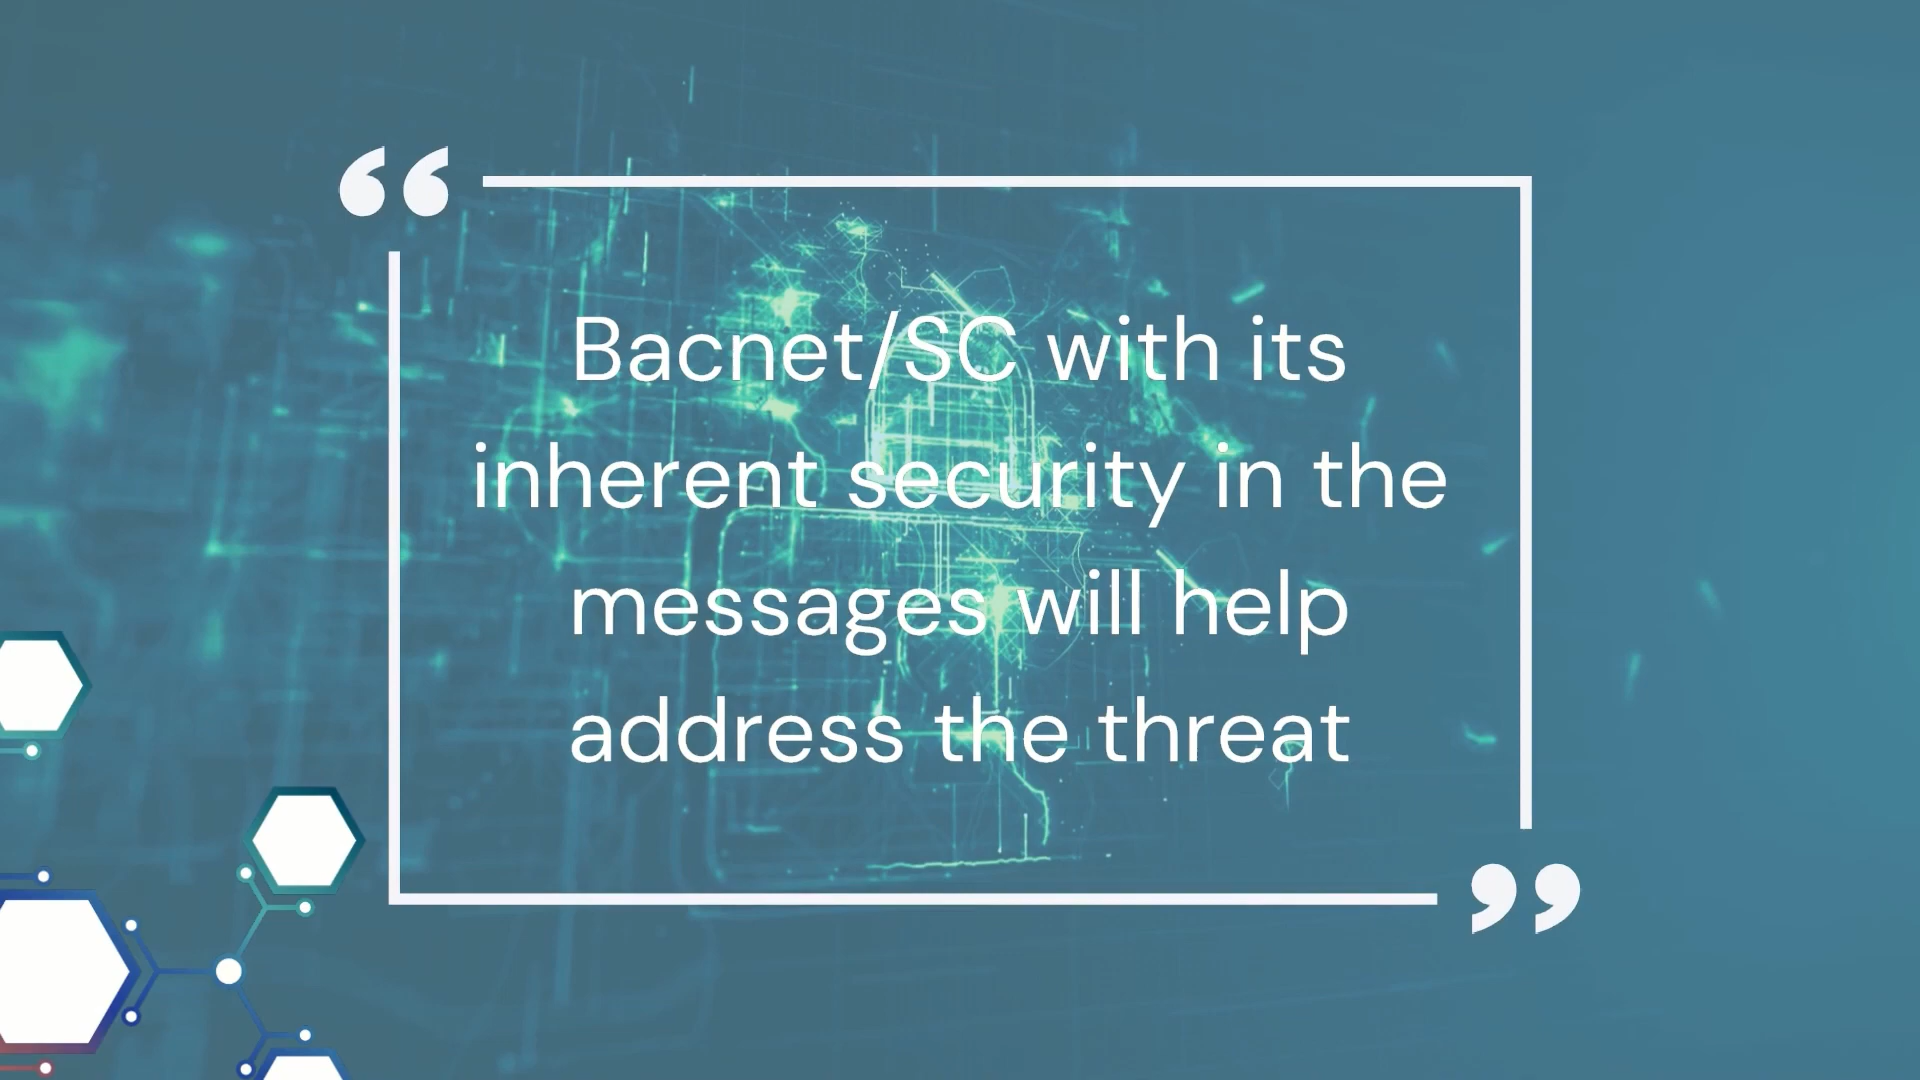 “
Bacnet/SC with its
inherent security in the
messages will help
address the threat
”